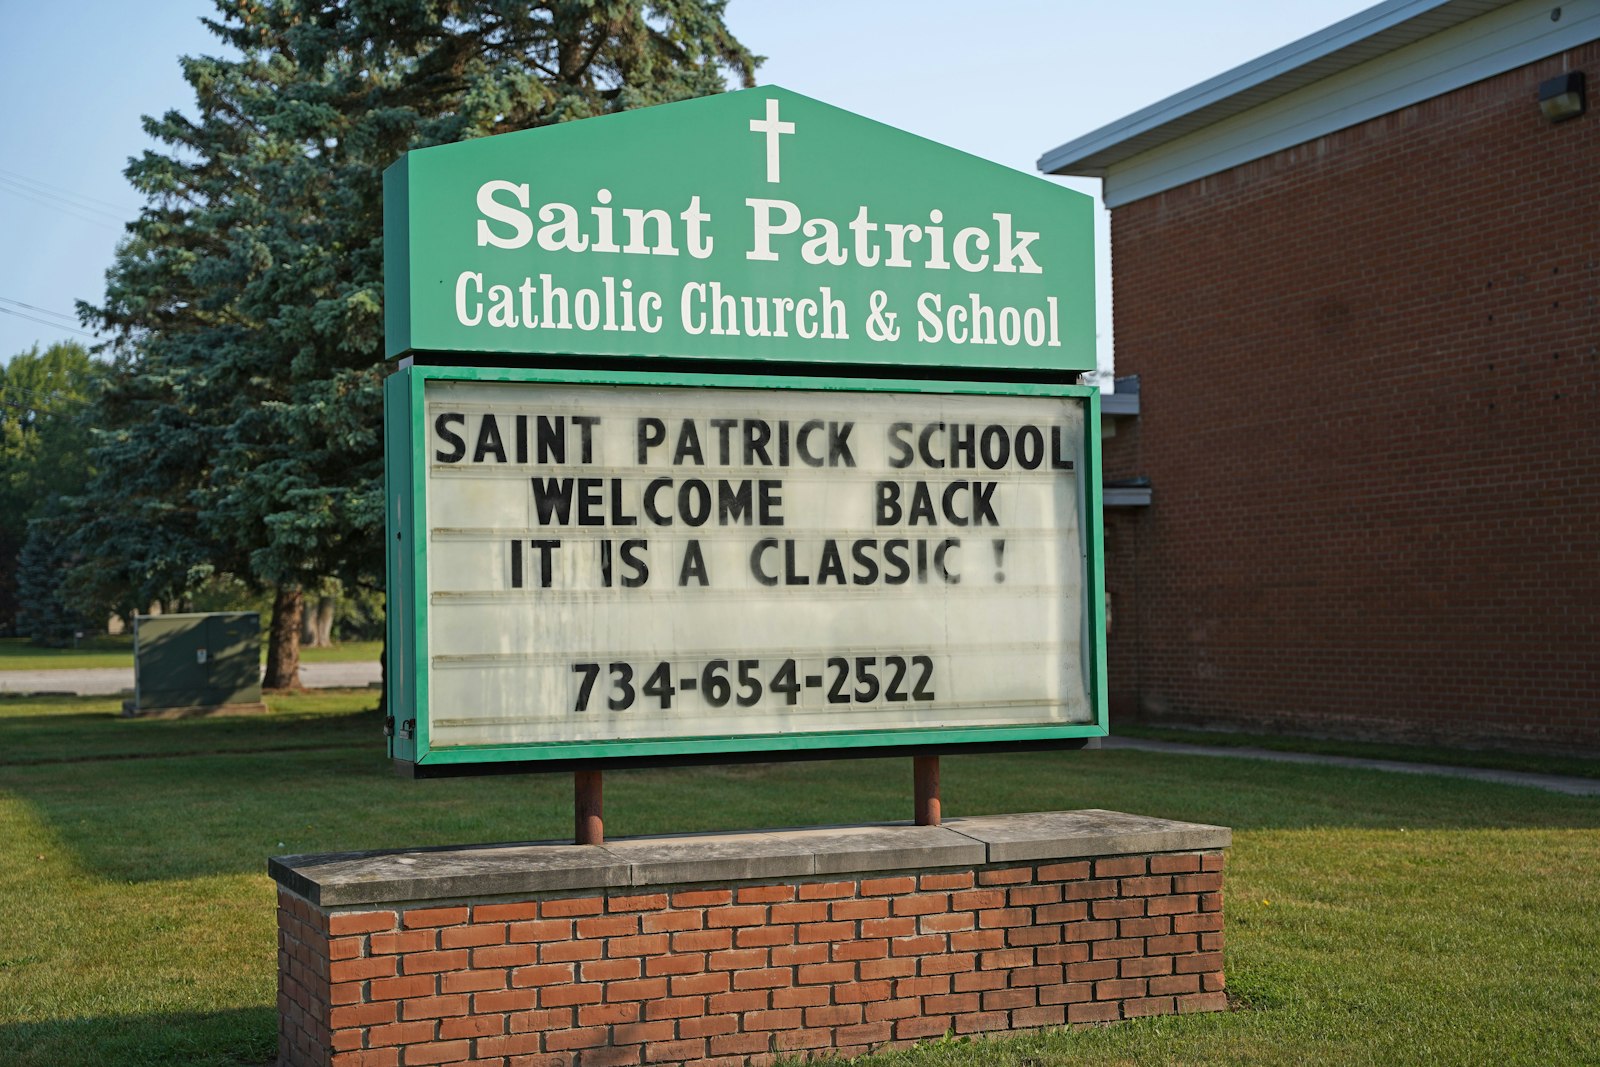 Saint Patrick
Catholic Church & School
SAINT PATRICK SCHOOL
WELCOME BACK
IT IS A CLASSIC !
734-654-2522